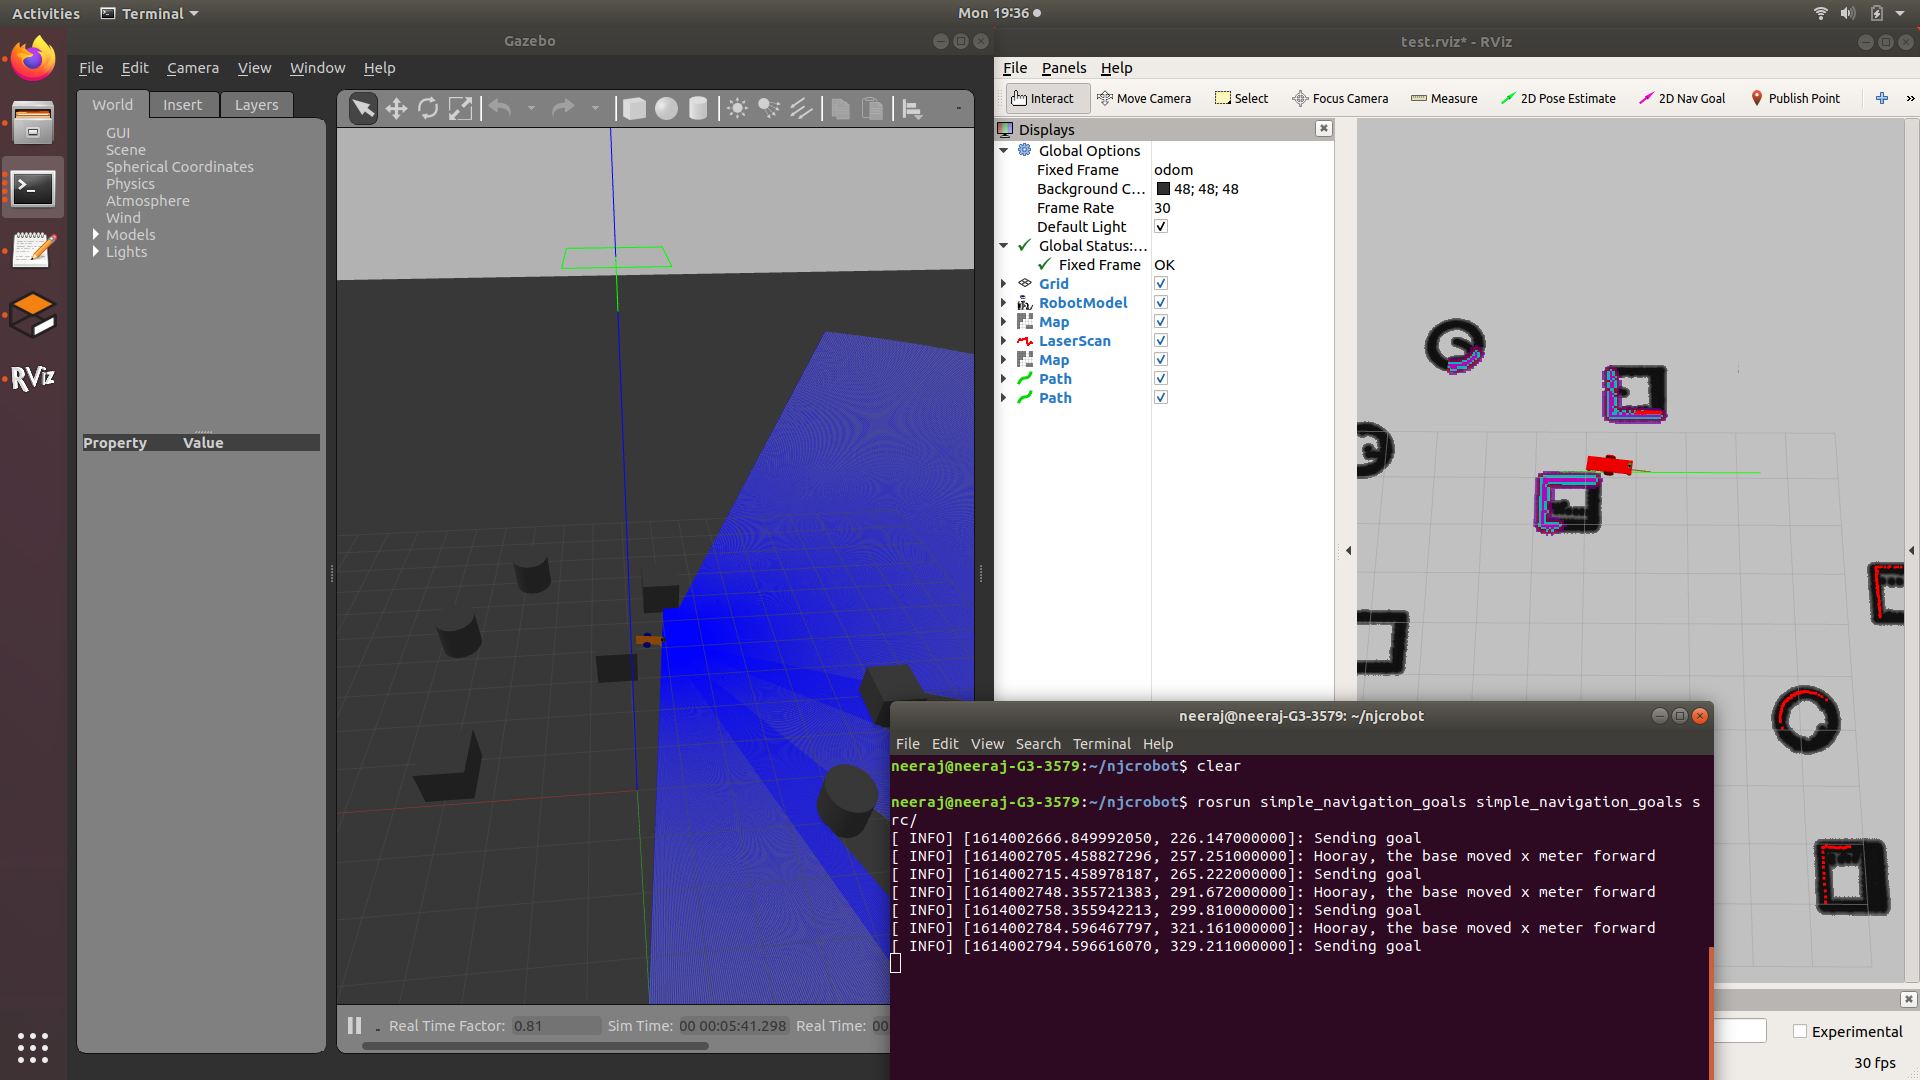 Activities Terminal Mon 19:36
Gazebo
File Edit Camera View Window Help
World Insert Layers
GUI
Scene
Spherical Coordinates
Physics
Atmosphere
Wind
Models
Lights
Property Value
Real Time Factor: 0.81 Sim Time: 00 00:05:41.298 Real Time: 00
test.rviz* - RViz
File Panels Help
Interact Move Camera Select Focus Camera Measure 2D Pose Estimate 2D Nav Goal Publish Point
Displays
Global Options
Fixed Frame odom
Background C... 48; 48; 48
Frame Rate 30
Default Light
Global Status:...
Fixed Frame OK
Grid
RobotModel
Map
LaserScan
Map
Path
Path
RViz
neeraj@neeraj-G3-3579: ~/njcrobot
File Edit View Search Terminal Help
neeraj@neeraj-G3-3579:~/njcrobot$ clear
neeraj@neeraj-G3-3579:~/njcrobot$ rosrun simple_navigation_goals simple_navigation_goals s
rc/
[ INFO] [1614002666.849992050, 226.147000000]: Sending goal
[ INFO] [1614002705.458827296, 257.251000000]: Hooray, the base moved x meter forward
[ INFO] [1614002715.458978187, 265.222000000]: Sending goal
[ INFO] [1614002748.355721383, 291.672000000]: Hooray, the base moved x meter forward
[ INFO] [1614002758.355942213, 299.810000000]: Sending goal
[ INFO] [1614002784.596467797, 321.161000000]: Hooray, the base moved x meter forward
[ INFO] [1614002794.596616070, 329.211000000]: Sending goal
Experimental
30 fps